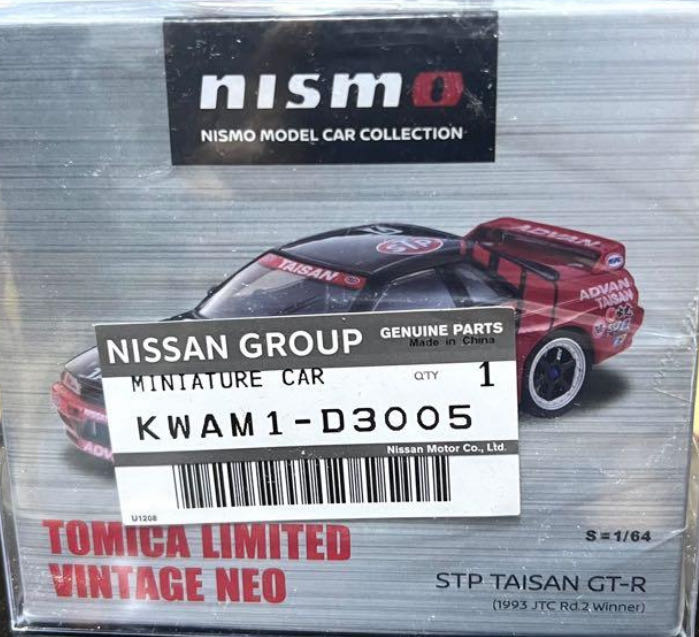 nismo
NISMO MODEL CAR COLLECTION
STP
ADVAN
TAISAN
ADVAN
TAISAN
NISSAN GROUP
GENUINE PARTS
Made in China
MINIATURE CAR
QTY 1
KWAM1-D3005
Nissan Motor Co., Ltd.
U1208
ADV
TOMICA LIMITED
VINTAGE NEO
S=1/64
STP TAISAN GT-R
(1993 JTC Rd.2 Winner)